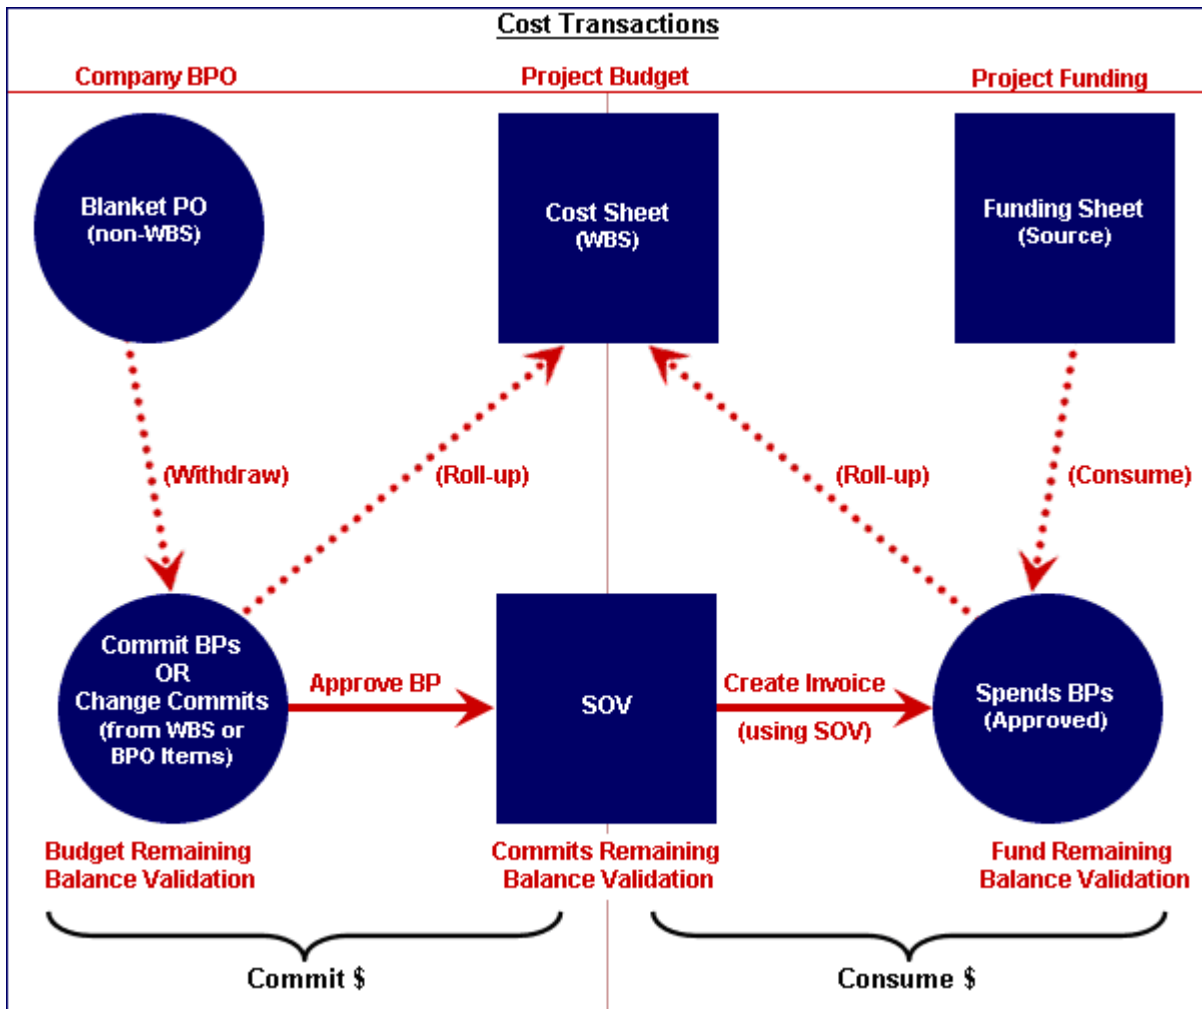 Cost Transactions
Company BPO
Project Budget
Project Funding
Blanket PO
(non-WBS)
Cost Sheet
(WBS)
Funding Sheet
(Source)
(Withdraw)
(Roll-up)
(Roll-up)
(Consume)
Commit BPs
OR
Change Commits
(from WBS or
BPO Items)
Approve BP
SOV
Create Invoice
(using SOV)
Spends BPs
(Approved)
Budget Remaining
Balance Validation
Commits Remaining
Balance Validation
Fund Remaining
Balance Validation
Commit $
Consume $